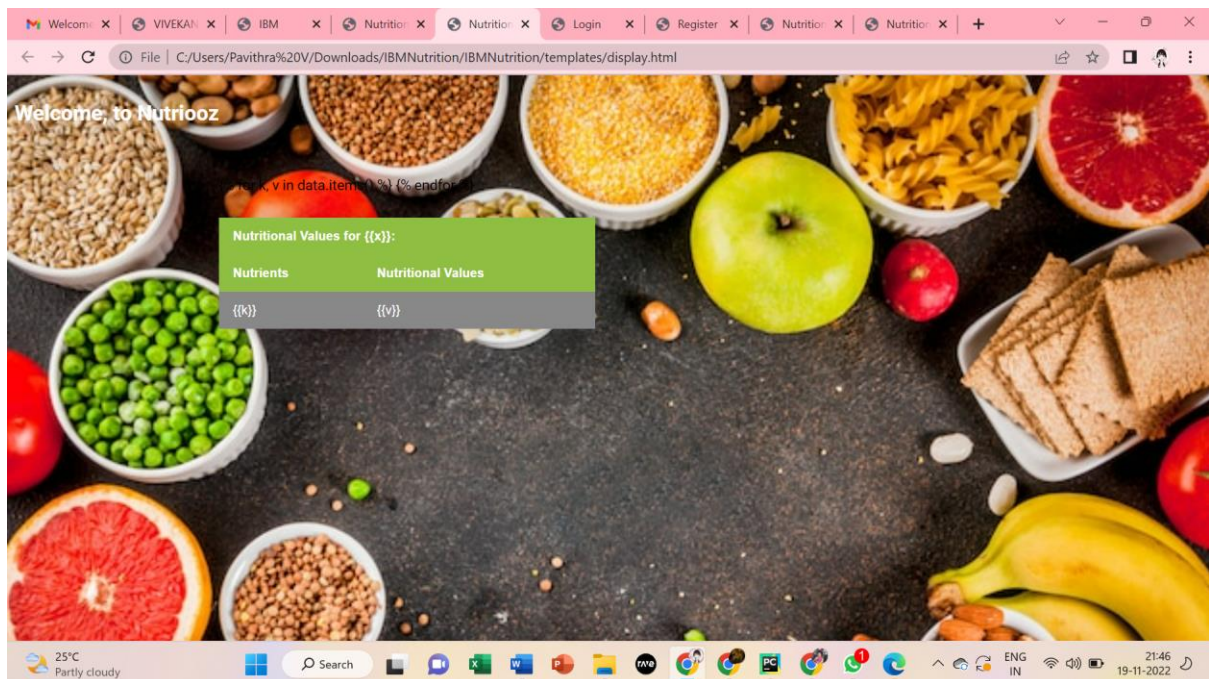 Welcome
VIVEKAN
IBM
Nutrition
Nutrition
Login
Register
Nutrition
Nutrition
File | C:/Users/Pavithra%20V/Downloads/IBMNutrition/IBMNutrition/templates/display.html
Welcome, to Nutriooz
k, v in data.items() %} {% endfor %}
Nutritional Values for {{x}}:
Nutrients Nutritional Values
{{k}} {{v}}
25°C
Partly cloudy
Search
1
ENG
IN
21:46
19-11-2022